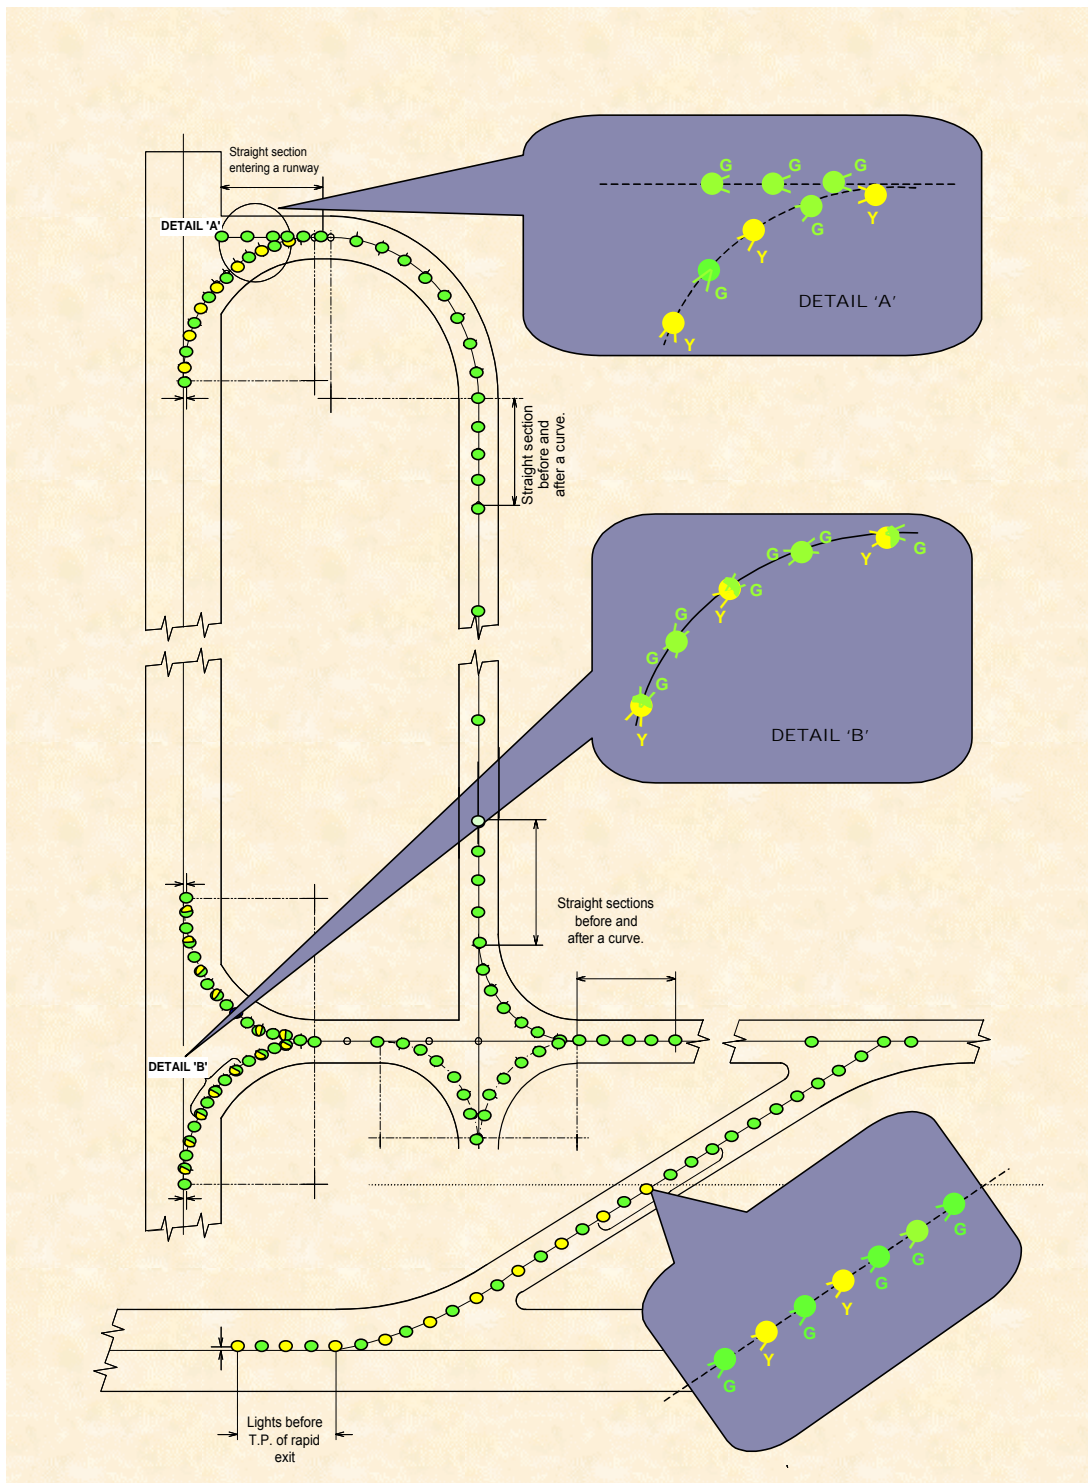 Straight section
entering a runway
DETAIL 'A'
G
G
G
G
Y
Y
G
Y
DETAIL ‘A’
Straight section
before and
after a curve.
G
G
G
Y
G
Y
G
G
G
Y
DETAIL ‘B’
Straight sections
before and
after a curve.
DETAIL 'B'
G
G
G
Y
G
Y
G
Lights before
T.P. of rapid
exit